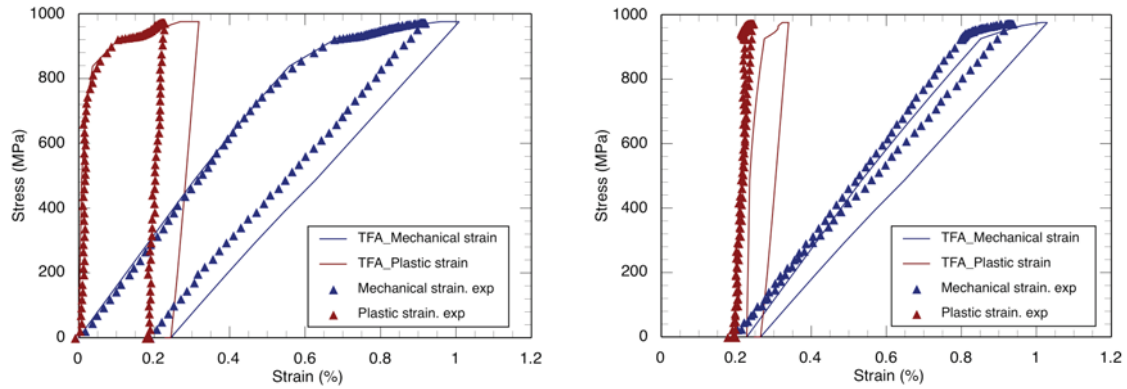 1000
800
600
400
200
0
Stress (MPa)
TFA_Mechanical strain
TFA_Plastic strain
Mechanical strain. exp
Plastic strain. exp
0 0.2 0.4 0.6 0.8 1 1.2
Strain (%)
1000
800
600
400
200
0
Stress (MPa)
TFA_Mechanical strain
TFA_Plastic strain
Mechanical strain. exp
Plastic strain. exp
0 0.2 0.4 0.6 0.8 1 1.2
Strain (%)